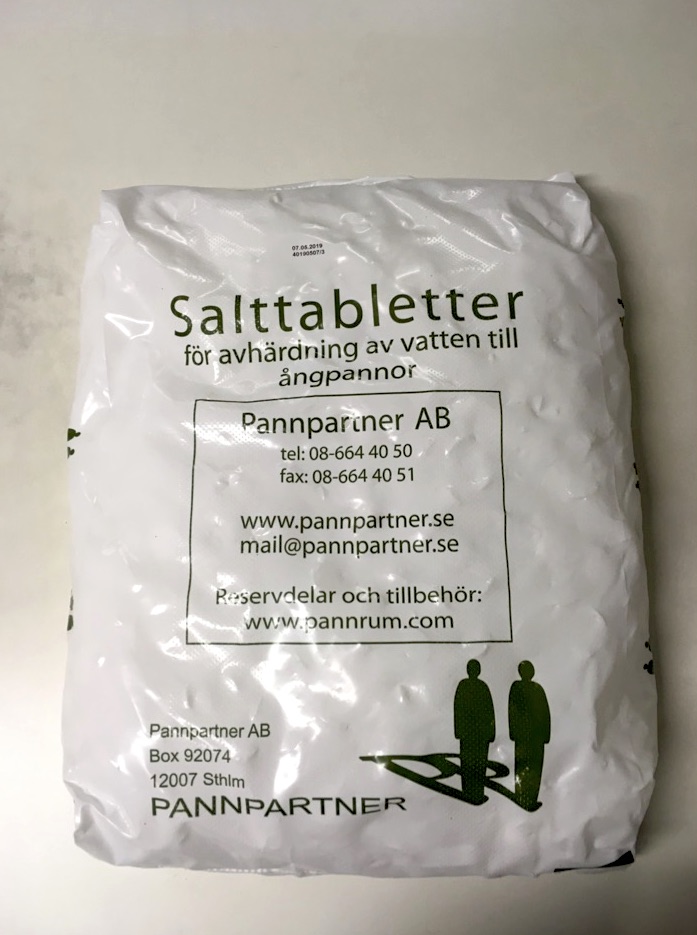 07.05.2019
40190507/3
Salttabletter
för avhärdning av vatten till
ångpannor
Pannpartner AB
tel: 08-664 40 50
fax: 08-664 40 51
www.pannpartner.se
mail@pannpartner.se
Reservdelar och tillbehör:
www.pannrum.com
Pannpartner AB
Box 92074
12007 Sthlm
PANNPARTNER